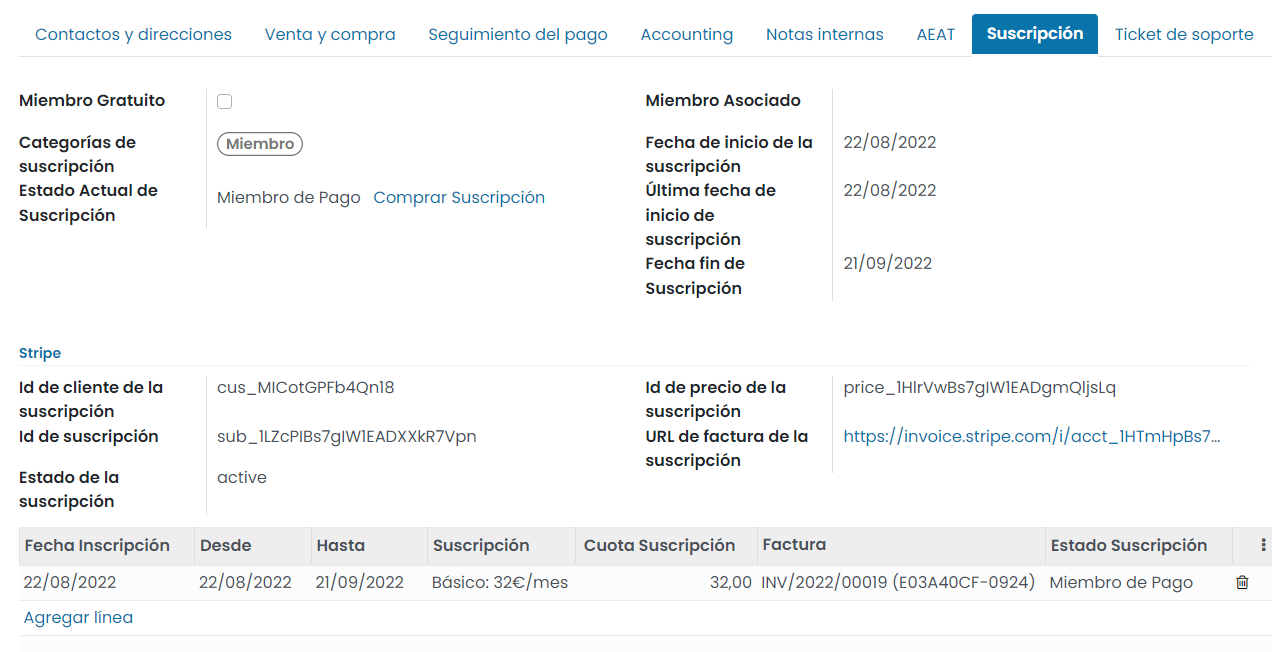 Contactos y direcciones Venta y compra Seguimiento del pago Accounting Notas internas AEAT Suscripción Ticket de soporte
Miembro Gratuito
Categorías de
suscripción
Miembro
Estado Actual de
Suscripción
Miembro de Pago Comprar Suscripción
Miembro Asociado
Fecha de inicio de la
suscripción
22/08/2022
Última fecha de
inicio de
suscripción
22/08/2022
Fecha fin de
Suscripción
21/09/2022
Stripe
Id de cliente de la
suscripción
cus_MICotGPFb4Qn18
Id de suscripción
sub_1LZcPIBs7gIW1EADXXkR7Vpn
Estado de la
suscripción
active
Id de precio de la
suscripción
price_1HlrVwBs7gIW1EADgmQljsLq
URL de factura de la
suscripción
https://invoice.stripe.com/i/acct_1HTmHpBs7...
Fecha Inscripción Desde Hasta Suscripción Cuota Suscripción Factura Estado Suscripción
22/08/2022 22/08/2022 21/09/2022 Básico: 32€/mes 32,00 INV/2022/00019 (E03A40CF-0924) Miembro de Pago
Agregar línea